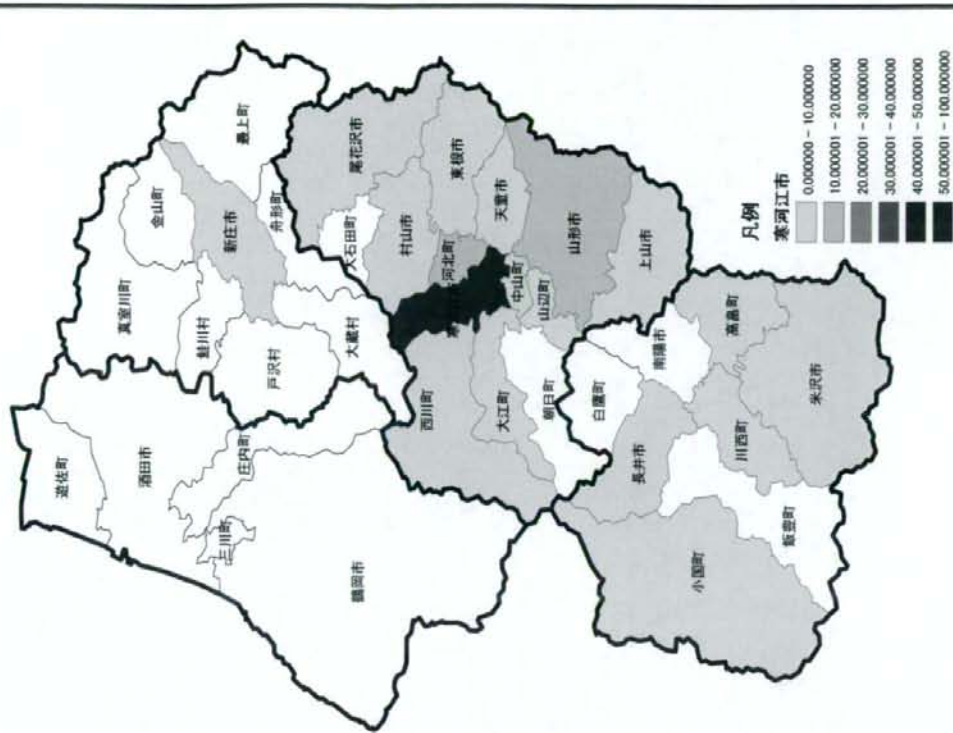 遊佐町
酒田市
庄内町
三川町
鶴岡市
真室川町
金山町
最上町
新庄市
鮭川村
舟形町
戸沢村
大蔵村
尾花沢市
大石田町
村山市
東根市
河北町
天童市
西川町
中山町
山辺町
大江町
山形市
朝日町
上山市
白鷹町
南陽市
高畠町
長井市
川西町
米沢市
飯豊町
小国町
凡例
寒河江市
0.000000 - 10.000000
10.000001 - 20.000000
20.000001 - 30.000000
30.000001 - 40.000000
40.000001 - 50.000000
50.000001 - 100.000000